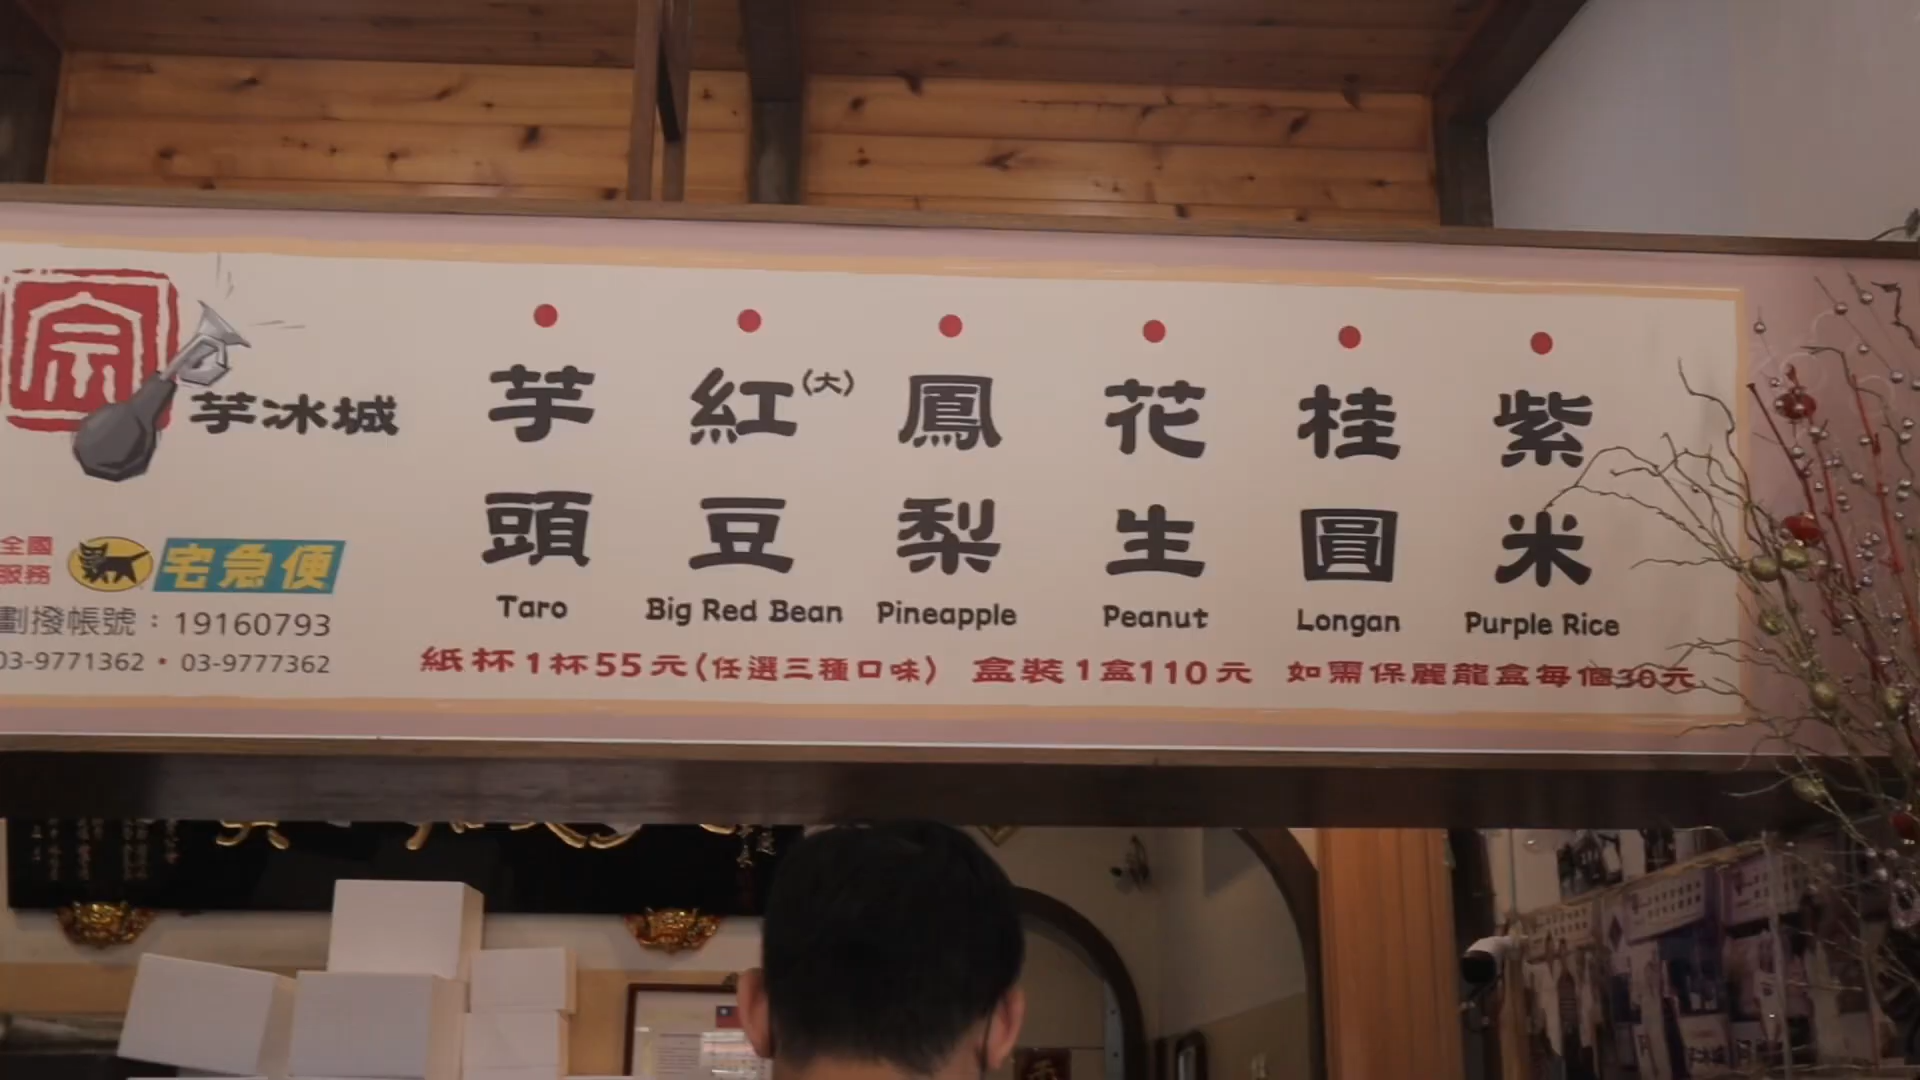 宗
芋冰城
全國
服務
宅急便
劃撥帳號：19160793
03-9771362・03-9777362
芋頭
Taro
紅豆(大)
Big Red Bean
鳳梨
Pineapple
花生
Peanut
桂圓
Longan
紫米
Purple Rice
紙杯1杯55元(任選三種口味) 盒裝1盒110元 如需保麗龍盒每個30元